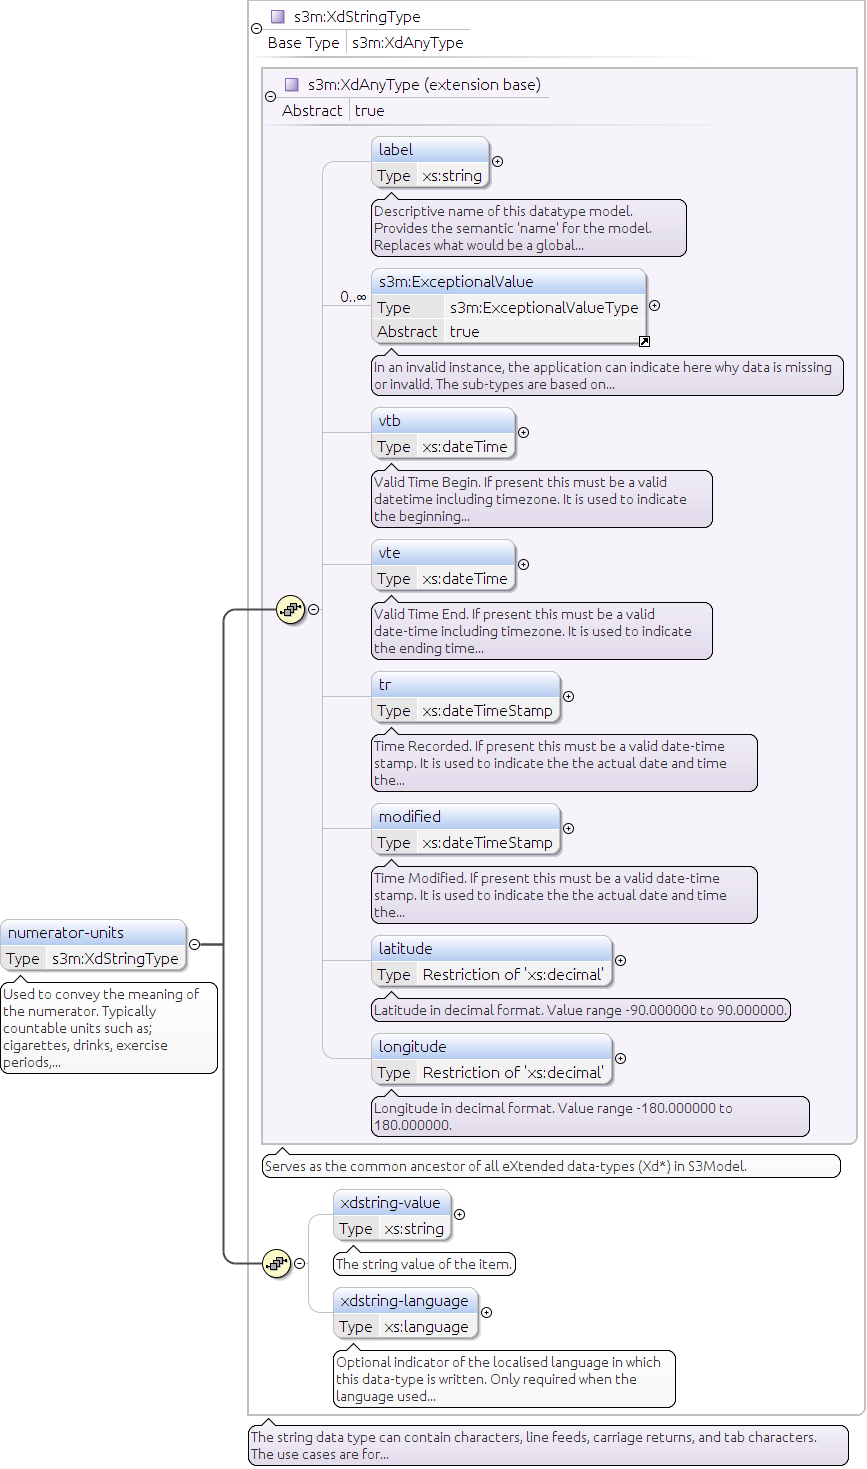 s3m:XdStringType
Base Type s3m:XdAnyType
s3m:XdAnyType (extension base)
Abstract true
label
Type xs:string
Descriptive name of this datatype model.
Provides the semantic 'name' for the model.
Replaces what would be a global...
s3m:ExceptionalValue
0..∞
Type s3m:ExceptionalValueType
Abstract true
In an invalid instance, the application can indicate here why data is missing
or invalid. The sub-types are based on...
vtb
Type xs:dateTime
Valid Time Begin. If present this must be a valid
datetime including timezone. It is used to indicate
the beginning...
vte
Type xs:dateTime
Valid Time End. If present this must be a valid
date-time including timezone. It is used to indicate
the ending time...
tr
Type xs:dateTimeStamp
Time Recorded. If present this must be a valid date-time
stamp. It is used to indicate the the actual date and time
the...
modified
Type xs:dateTimeStamp
Time Modified. If present this must be a valid date-time
stamp. It is used to indicate the the actual date and time
the...
numerator-units
Type s3m:XdStringType
Used to convey the meaning of
the numerator. Typically
countable units such as;
cigarettes, drinks, exercise
periods,...
latitude
Type Restriction of 'xs:decimal'
Latitude in decimal format. Value range -90.000000 to 90.000000.
longitude
Type Restriction of 'xs:decimal'
Longitude in decimal format. Value range -180.000000 to
180.000000.
Serves as the common ancestor of all eXtended data-types (Xd*) in S3Model.
xdstring-value
Type xs:string
The string value of the item.
xdstring-language
Type xs:language
Optional indicator of the localised language in which
this data-type is written. Only required when the
language used...
The string data type can contain characters, line feeds, carriage returns, and tab characters.
The use cases are for...